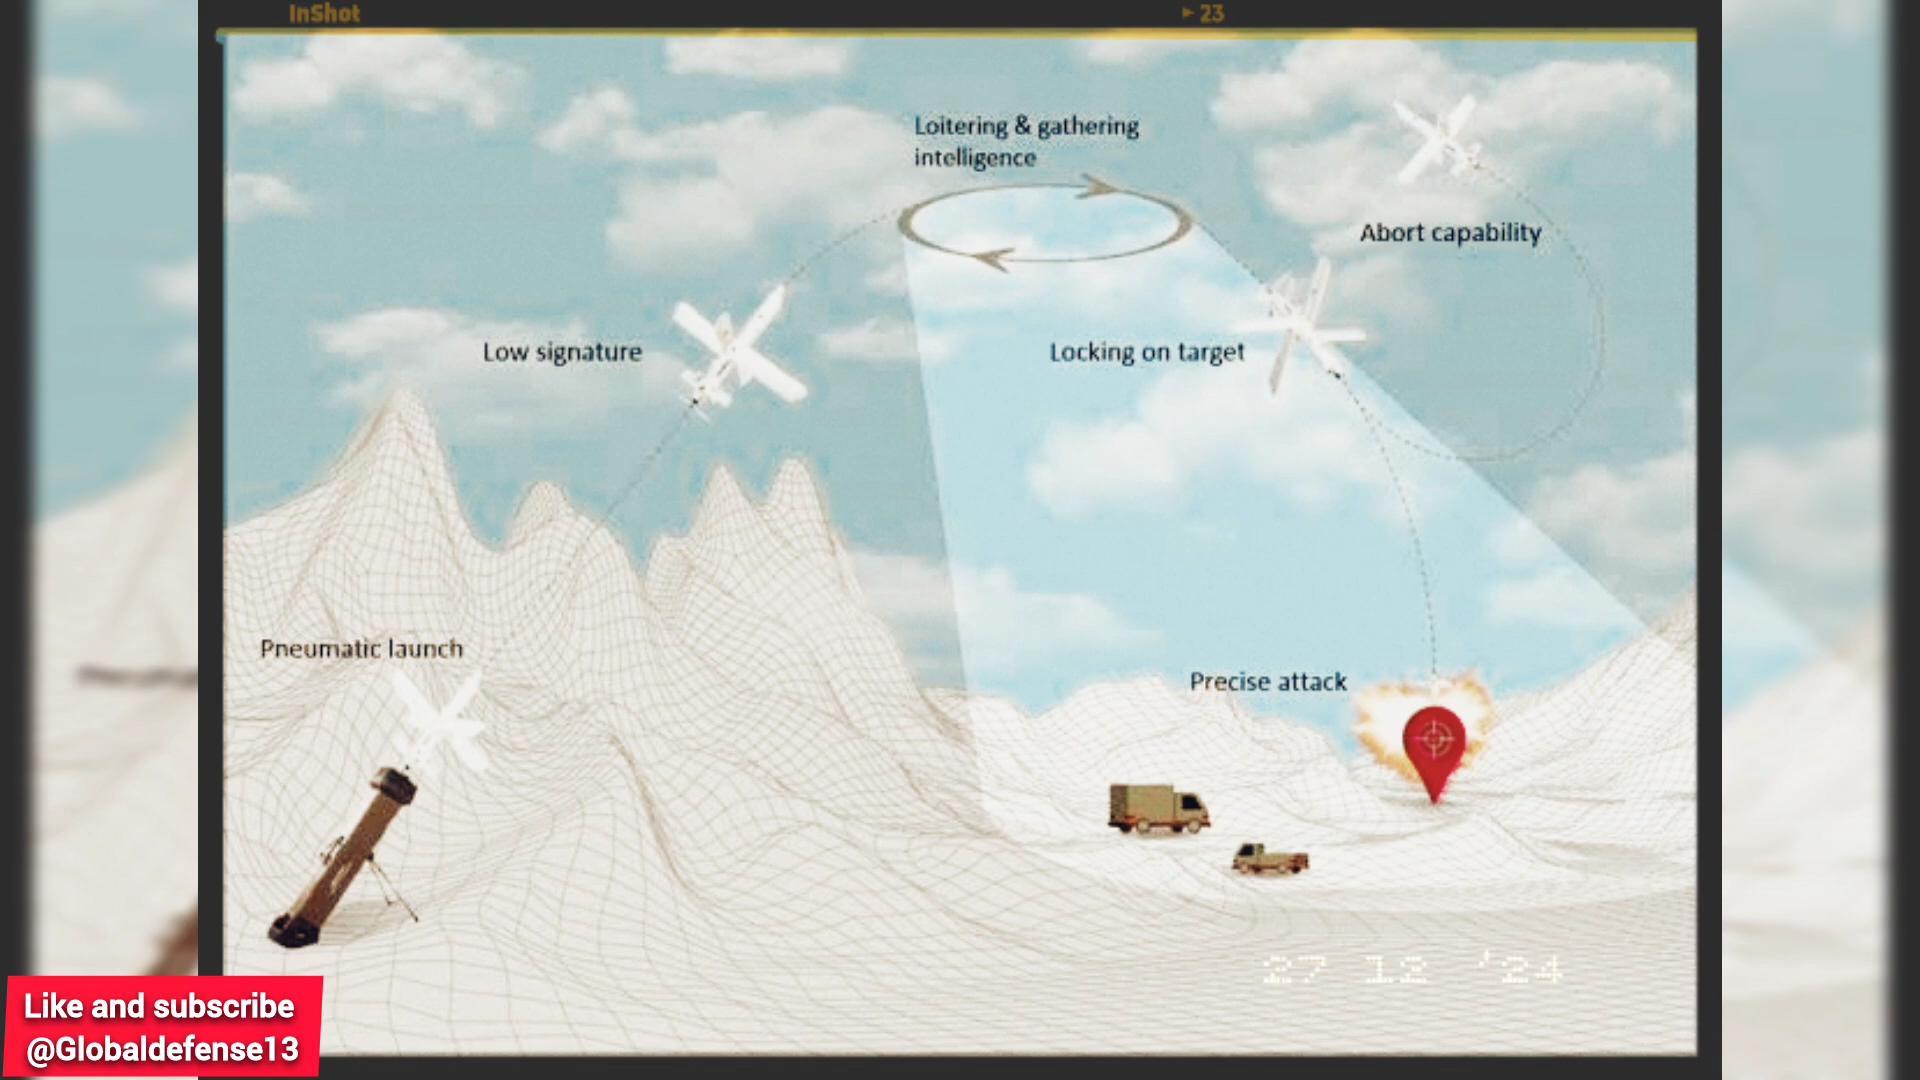 InShot
▸ 23
Loitering & gathering
intelligence
Abort capability
Low signature
Locking on target
Pneumatic launch
Precise attack
27 12 '24
Like and subscribe
@Globaldefense13